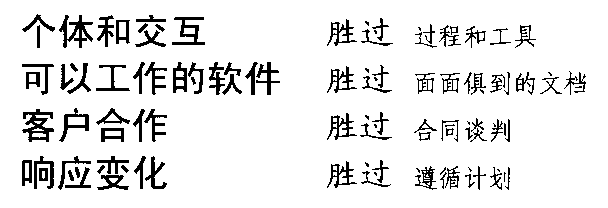 个体和交互 胜过 过程和工具
可以工作的软件 胜过 面面俱到的文档
客户合作 胜过 合同谈判
响应变化 胜过 遵循计划